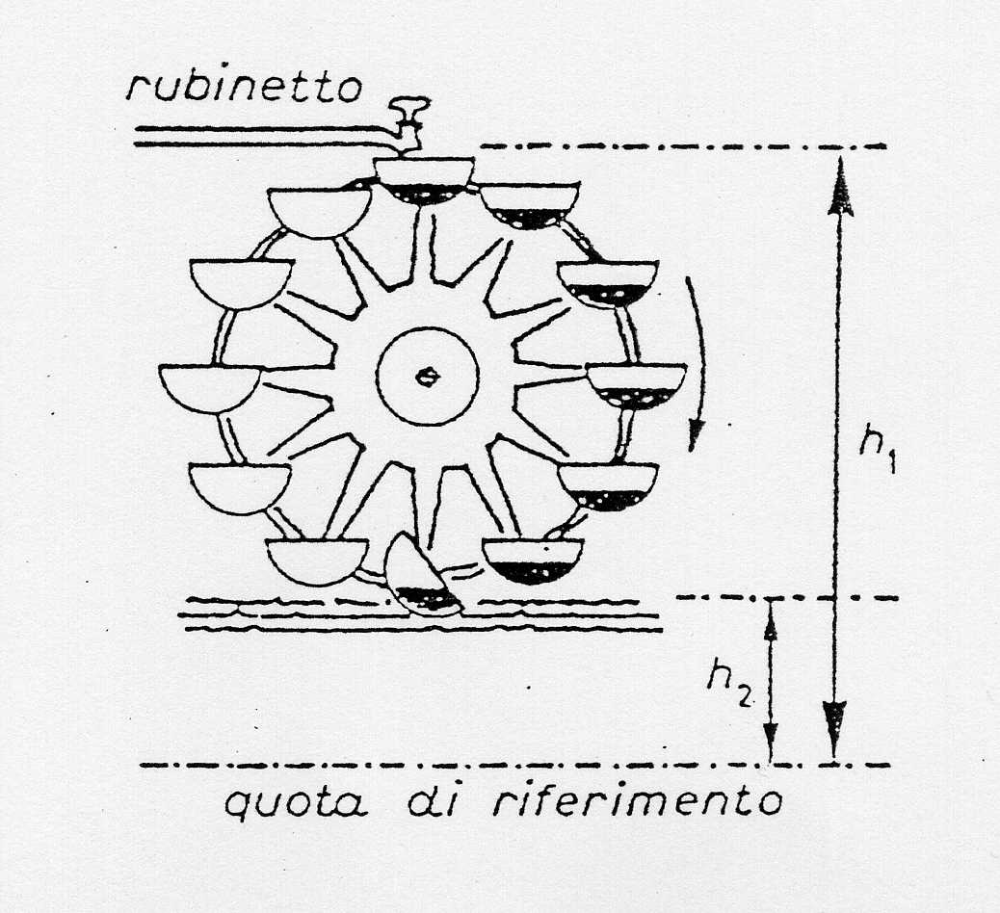 rubinetto
h1
h2
quota di riferimento